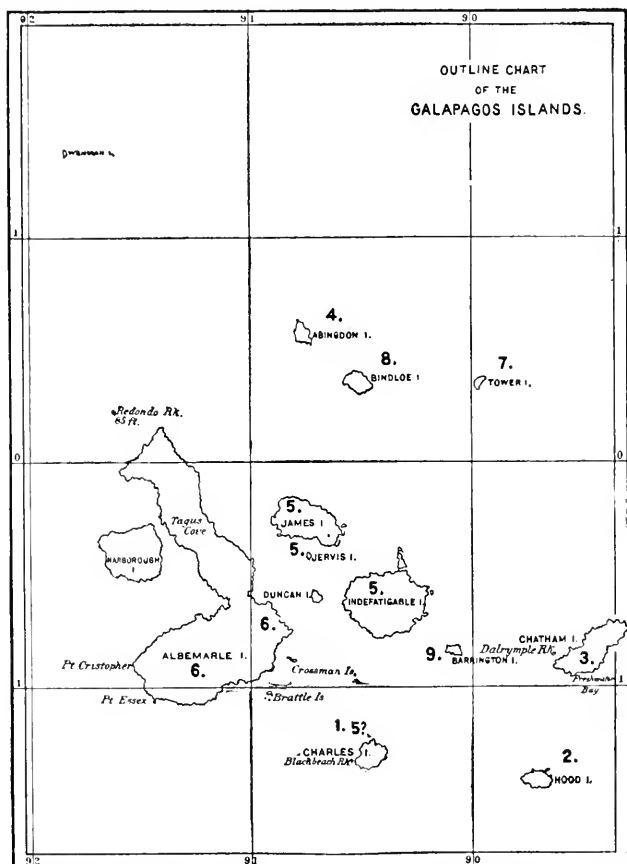 92
91
90
OUTLINE CHART
OF THE
GALAPAGOS ISLANDS.
1
1
4.
ABINGDON I.
8.
BINDLOE I
7.
TOWER I.
Redondo Rk.
85 ft.
0
0
Tagus
Cove
5.
JAMES I
5.
JERVIS I.
NARBOROUGH
I
DUNCAN I.
5.
INDEFATIGABLE I.
6.
CHATHAM I.
Dalrymple Rk.
3.
9.
BARRINGTON I.
ALBEMARLE I.
6.
Pt Cristopher
Crossman Is.
Freshwater
Bay
1
Pt Essex
Brattle Is
1. 5?
CHARLES I.
Blackbeach Rk
2.
HOOD I.
92
91
90